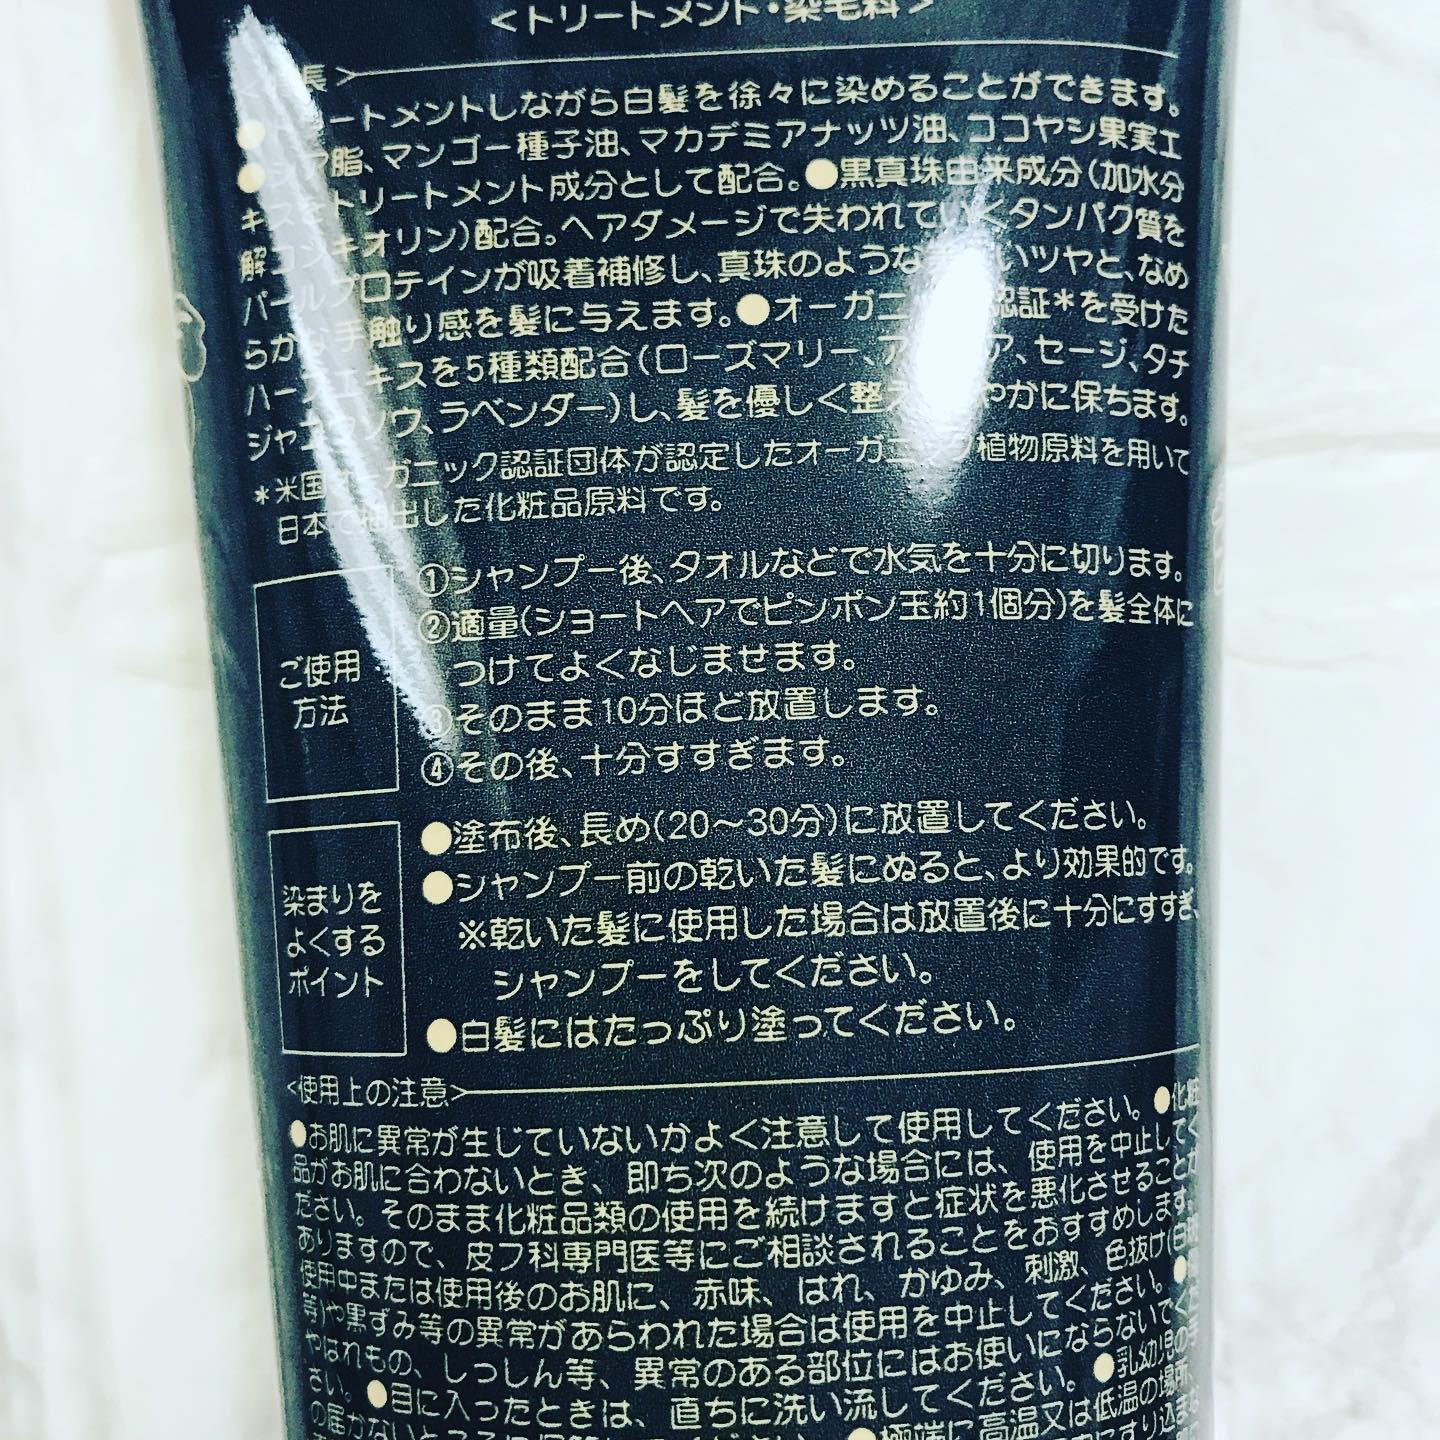 <トリートメント・染毛料>
長>
ートメントしながら白髪を徐々に染めることができます。
脂、マンゴー種子油、マカデミアナッツ油、ココヤシ果実エ
キスをトリートメント成分として配合。●黒真珠由来成分(加水分
解コンキオリン)配合。ヘアダメージで失われていくタンパク質を
パールプロテインが吸着補修し、真珠のような いツヤと、なめ
らかな手触り感を髪に与えます。●オーガニ 認証*を受けた
ハーブエキスを5種類配合(ローズマリー、ア ア、セージ、タチ
ジャコウソウ、ラベンダー)し、髪を優しく整え やかに保ちます。
*米国オーガニック認証団体が認定したオーガニック植物原料を用いて
日本で抽出した化粧品原料です。
ご使用
方法
①シャンプー後、タオルなどで水気を十分に切ります。
②適量(ショートヘアでピンポン玉約1個分)を髪全体に
つけてよくなじませます。
③そのまま10分ほど放置します。
④その後、十分すすぎます。
染まりを
よくする
ポイント
●塗布後、長め(20〜30分)に放置してください。
●シャンプー前の乾いた髪にぬると、より効果的です。
※乾いた髪に使用した場合は放置後に十分にすすぎ、
シャンプーをしてください。
●白髪にはたっぷり塗ってください。
<使用上の注意>
●お肌に異常が生じていないかよく注意して使用してください。●化粧
品がお肌に合わないとき、即ち次のような場合には、使用を中止してく
ださい。そのまま化粧品類の使用を続けますと症状を悪化させることが
ありますので、皮フ科専門医等にご相談されることをおすすめします。
使用中または使用後のお肌に、赤味、はれ、かゆみ、刺激、色抜け(白斑
等)や黒ずみ等の異常があらわれた場合は使用を中止してください。●
やはれもの、しっしん等、異常のある部位にはお使いにならないでくだ
さい。●目に入ったときは、直ちに洗い流してください。●乳幼児の手
の届かないところに 極端に高温又は低温の場所、